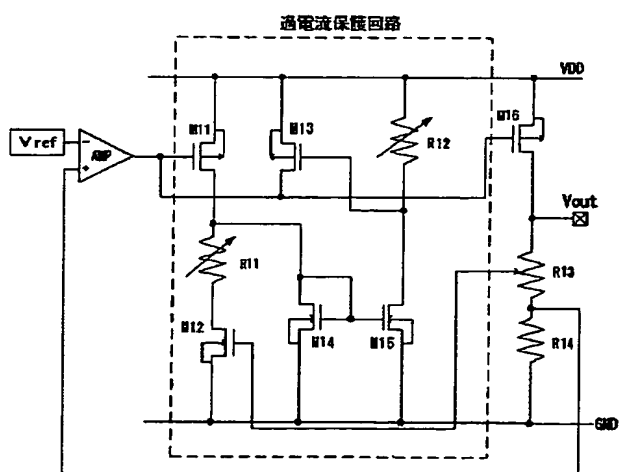 過電流保護回路
VDD
M11
M13
R12
M16
Vref
AMP
-
+
Vout
R11
R13
M12
M14
M15
R14
GND